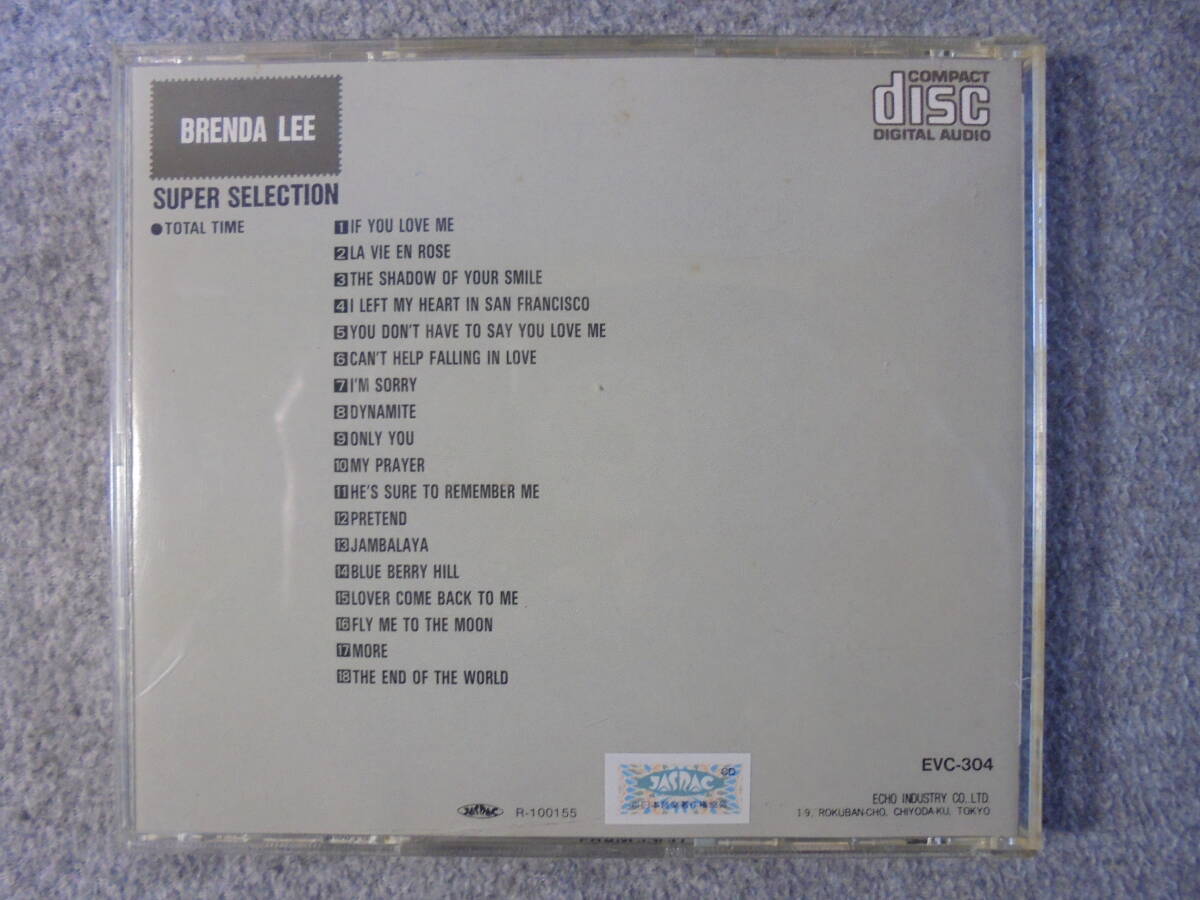 BRENDA LEE
SUPER SELECTION
●TOTAL TIME
1 IF YOU LOVE ME
2 LA VIE EN ROSE
3 THE SHADOW OF YOUR SMILE
4 I LEFT MY HEART IN SAN FRANCISCO
5 YOU DON'T HAVE TO SAY YOU LOVE ME
6 CAN'T HELP FALLING IN LOVE
7 I'M SORRY
8 DYNAMITE
9 ONLY YOU
10 MY PRAYER
11 HE'S SURE TO REMEMBER ME
12 PRETEND
13 JAMBALAYA
14 BLUE BERRY HILL
15 LOVER COME BACK TO ME
16 FLY ME TO THE MOON
17 MORE
18 THE END OF THE WORLD
COMPACT
disc
DIGITAL AUDIO
JASRAC R-100155
CD
JASRAC
EVC-304
ECHO INDUSTRY CO., LTD.
1-9, ROKUBAN-CHO, CHIYODA-KU, TOKYO